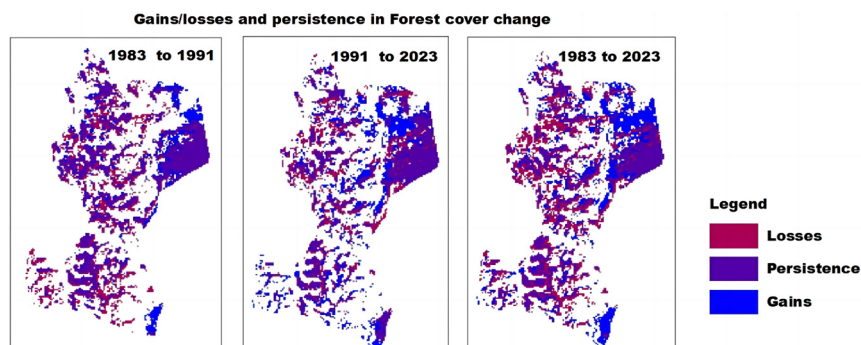 Gains/losses and persistence in Forest cover change
1983 to 1991
1991 to 2023
1983 to 2023
Legend
Losses
Persistence
Gains